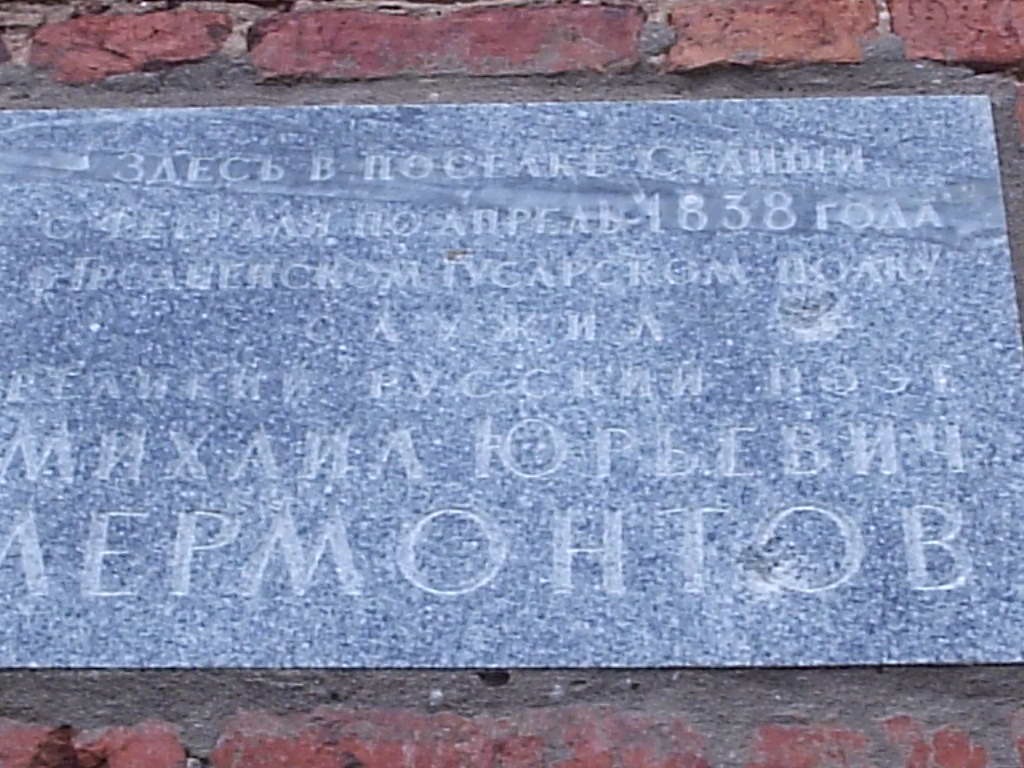 Здесь в поселке Селищи
с февраля по апрель 1838 года
в Гродненском гусарском полку
служил
великий русский поэт
Михаил Юрьевич
Лермонтов